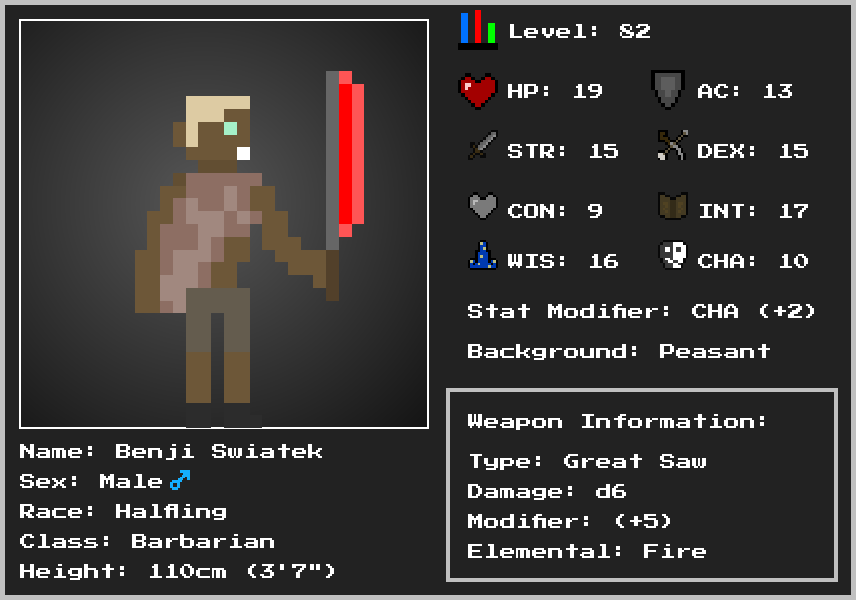 Level: 82
HP: 19
AC: 13
STR: 15
DEX: 15
CON: 9
INT: 17
WIS: 16
CHA: 10
Stat Modifier: CHA (+2)
Background: Peasant
Name: Benji Swiatek
Sex: Male ♂
Race: Halfling
Class: Barbarian
Height: 110cm (3'7")
Weapon Information:
Type: Great Saw
Damage: d6
Modifier: (+5)
Elemental: Fire